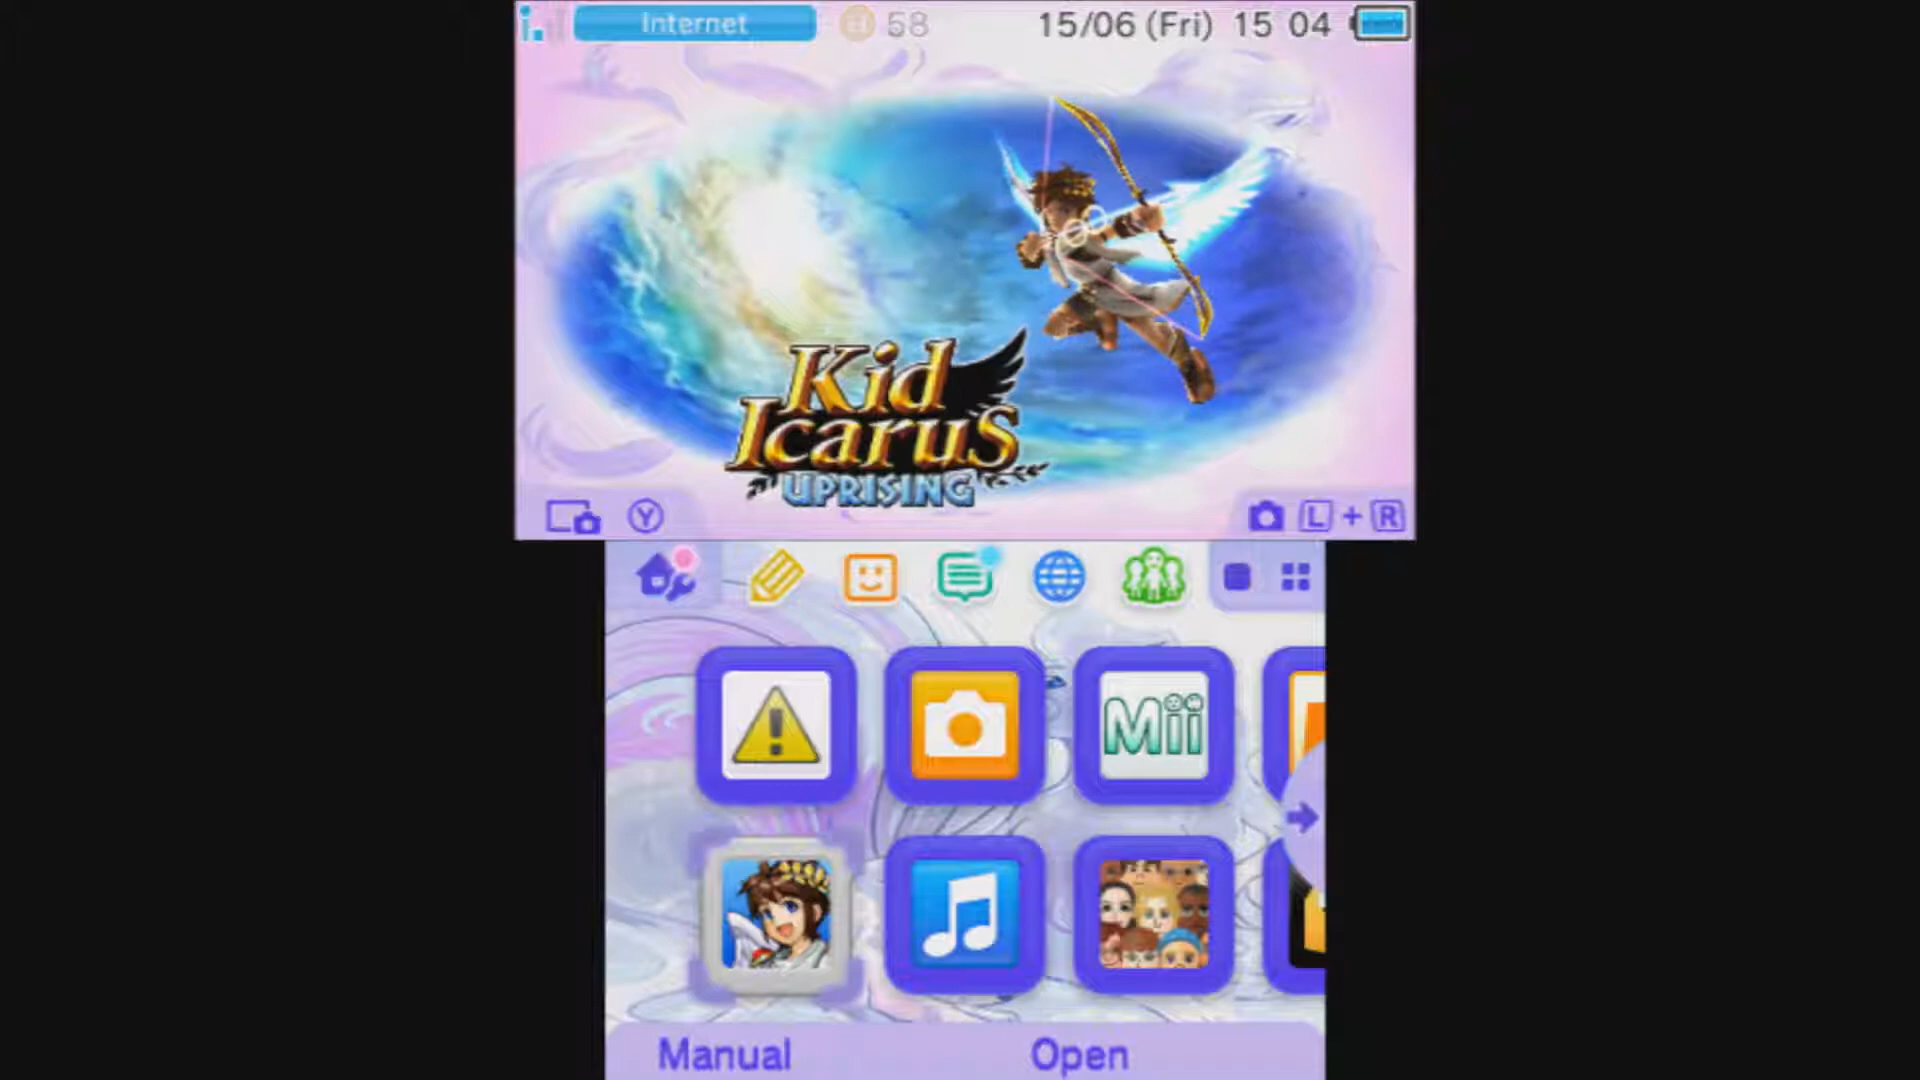 Internet 58 15/06 (Fri) 15 04
Kid
Icarus
UPRISING
Y
L + R
Mii
Manual Open